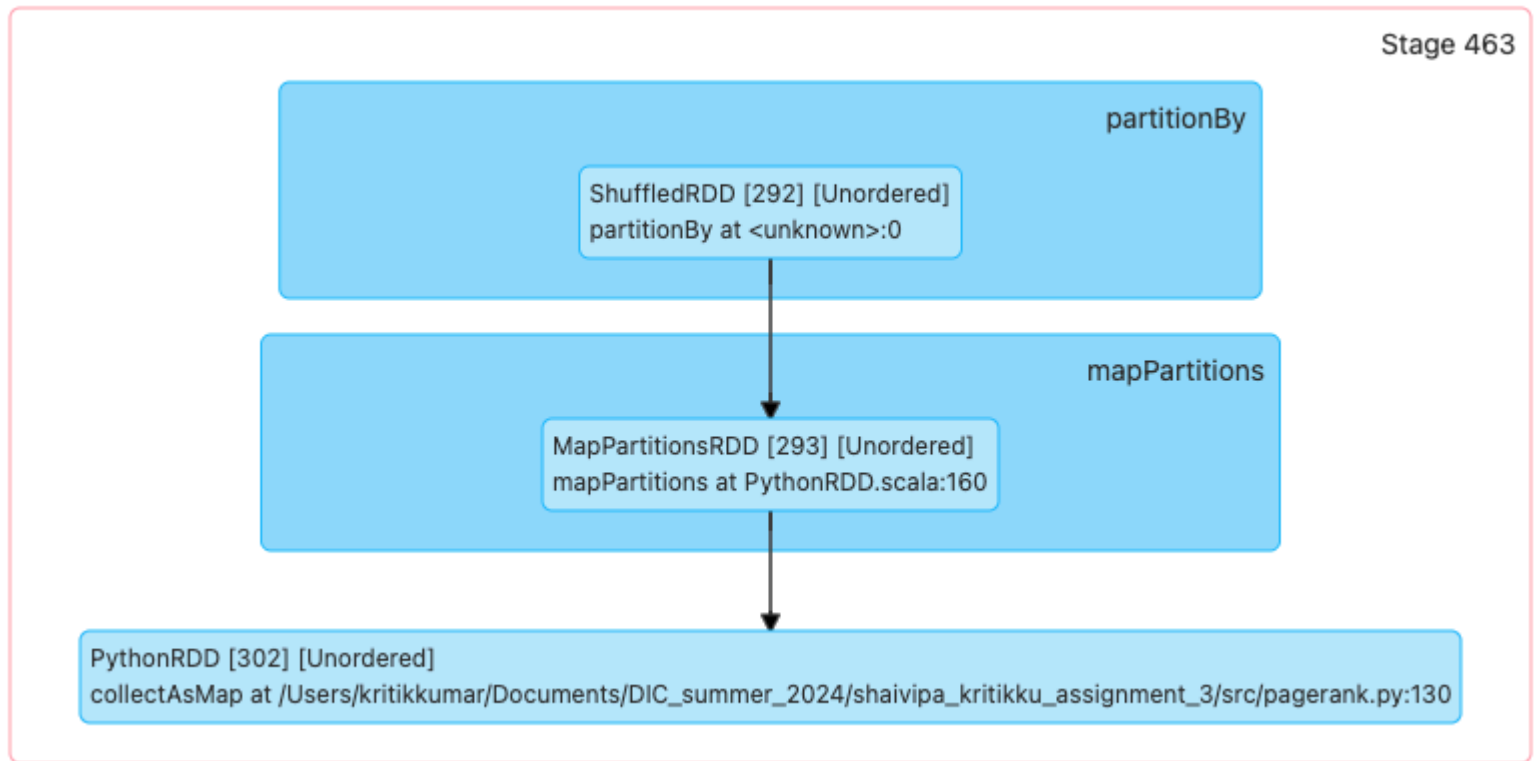 Stage 463
partitionBy
ShuffledRDD [292] [Unordered]
partitionBy at <unknown>:0
mapPartitions
MapPartitionsRDD [293] [Unordered]
mapPartitions at PythonRDD.scala:160
PythonRDD [302] [Unordered]
collectAsMap at /Users/kritikkumar/Documents/DIC_summer_2024/shaivipa_kritikku_assignment_3/src/pagerank.py:130